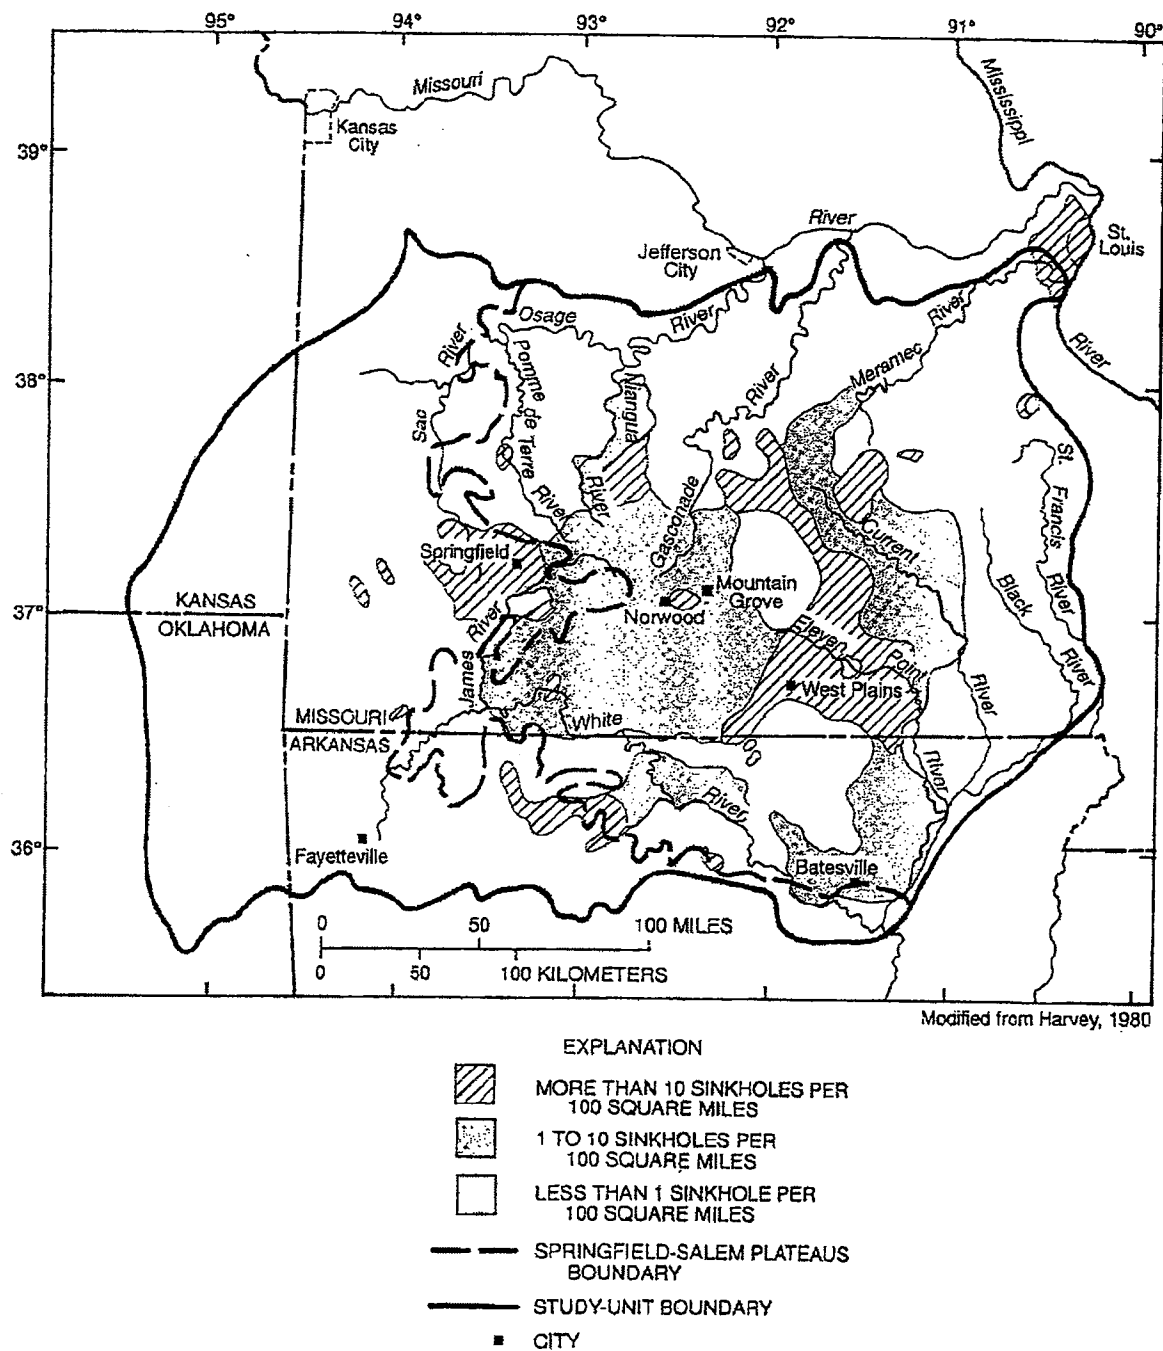 95° 94° 93° 92° 91° 90°
Missouri
Mississippi
Kansas
City
39°
River
Jefferson
City
St.
Louis
Osage
River
River
River
River
38°
Pomme
de Terre
River
Niangua
River
River
Meramec
Sac
St.
Francis
River
Gasconade
Current
Springfield
Mountain
Grove
Norwood
Black
River
37°
KANSAS
OKLAHOMA
River
James
Eleven
Point
River
West Plains
MISSOURI
ARKANSAS
White
River
River
36°
Fayetteville
Batesville
0 50 100 MILES
0 50 100 KILOMETERS
Modified from Harvey, 1980
EXPLANATION
MORE THAN 10 SINKHOLES PER
100 SQUARE MILES
1 TO 10 SINKHOLES PER
100 SQUARE MILES
LESS THAN 1 SINKHOLE PER
100 SQUARE MILES
SPRINGFIELD-SALEM PLATEAUS
BOUNDARY
STUDY-UNIT BOUNDARY
CITY